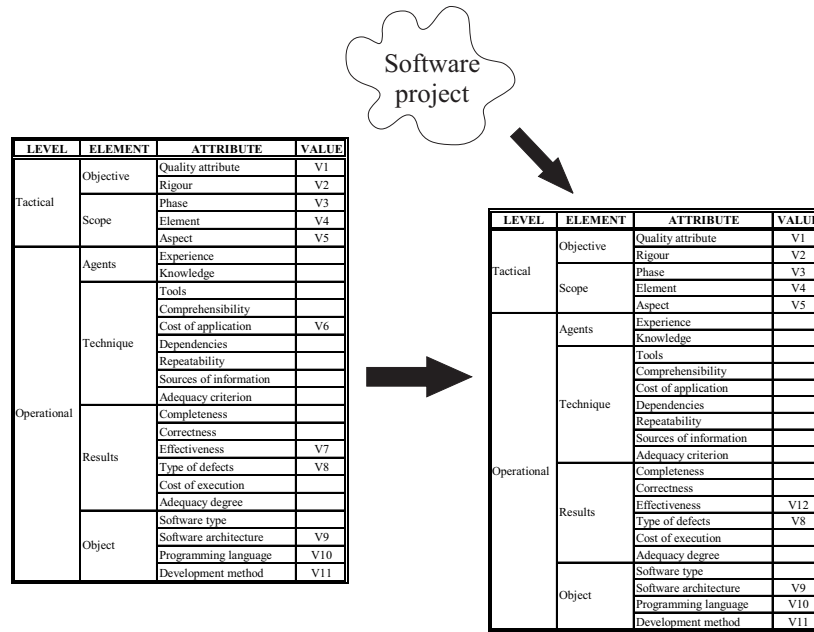 Software
project
LEVEL ELEMENT ATTRIBUTE VALUE
Tactical Objective Quality attribute V1
Rigour V2
Scope Phase V3
Element V4
Aspect V5
Operational Agents Experience
Knowledge
Technique Tools
Comprehensibility
Cost of application V6
Dependencies
Repeatability
Sources of information
Adequacy criterion
Results Completeness
Correctness
Effectiveness V7
Type of defects V8
Cost of execution
Adequacy degree
Object Software type
Software architecture V9
Programming language V10
Development method V11
LEVEL ELEMENT ATTRIBUTE VALUE
Tactical Objective Quality attribute V1
Rigour V2
Scope Phase V3
Element V4
Aspect V5
Operational Agents Experience
Knowledge
Technique Tools
Comprehensibility
Cost of application
Dependencies
Repeatability
Sources of information
Adequacy criterion
Results Completeness
Correctness
Effectiveness V12
Type of defects V8
Cost of execution
Adequacy degree
Object Software type
Software architecture V9
Programming language V10
Development method V11